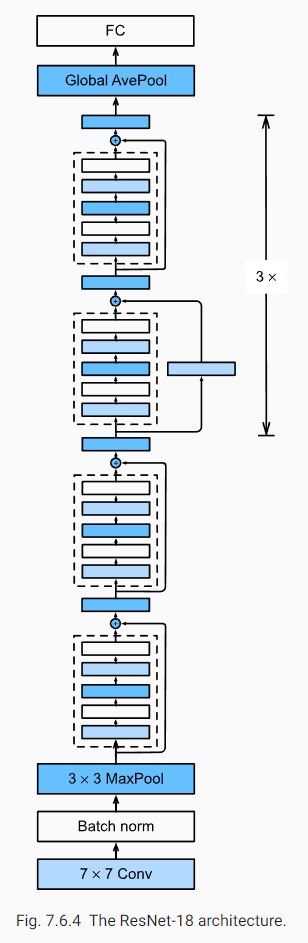 FC
Global AvePool
3 ×
3 × 3 MaxPool
Batch norm
7 × 7 Conv
Fig. 7.6.4 The ResNet-18 architecture.